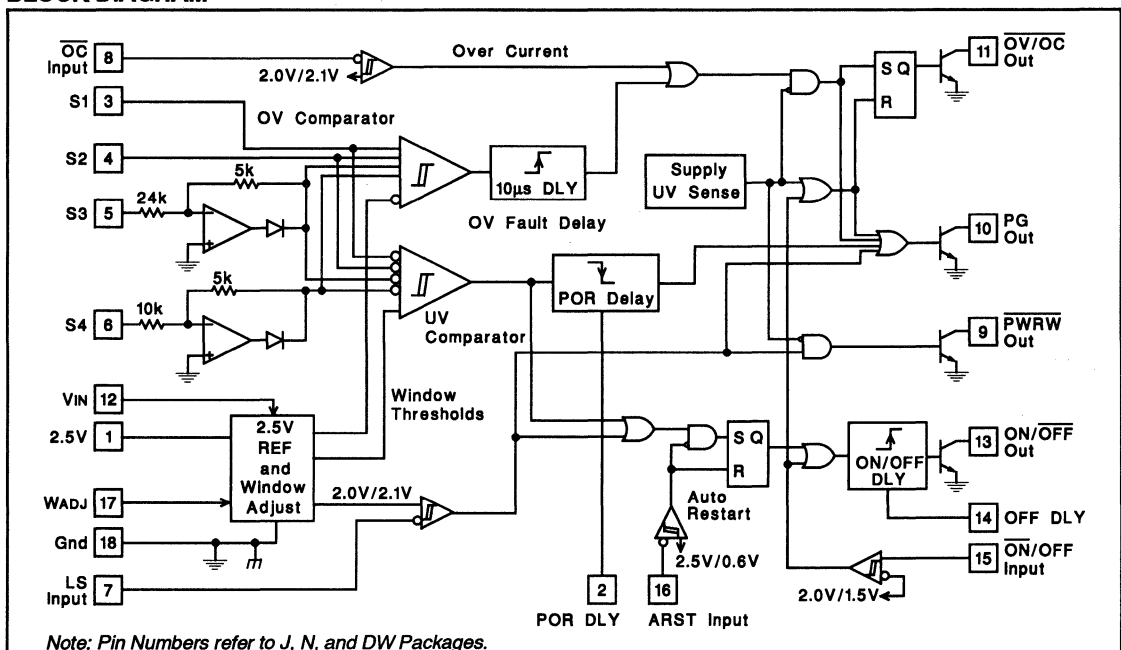 BLOCK DIAGRAM
OC
Input
8
2.0V/2.1V
Over Current
S1 3
OV Comparator
S2 4
5k
24k
S3 5
10µs DLY
OV Fault Delay
Supply
UV Sense
S Q
R
11 OV/OC
Out
10 PG
Out
5k
10k
S4 6
UV
Comparator
POR Delay
9 PWRW
Out
VIN 12
2.5V 1
2.5V
REF
and
Window
Adjust
Window
Thresholds
WADJ 17
2.0V/2.1V
Gnd 18
LS
Input
7
S Q
R
Auto
Restart
2.5V/0.6V
ON/OFF
DLY
13 ON/OFF
Out
14 OFF DLY
15 ON/OFF
Input
2.0V/1.5V
2
POR DLY
16
ARST Input
Note: Pin Numbers refer to J, N, and DW Packages.